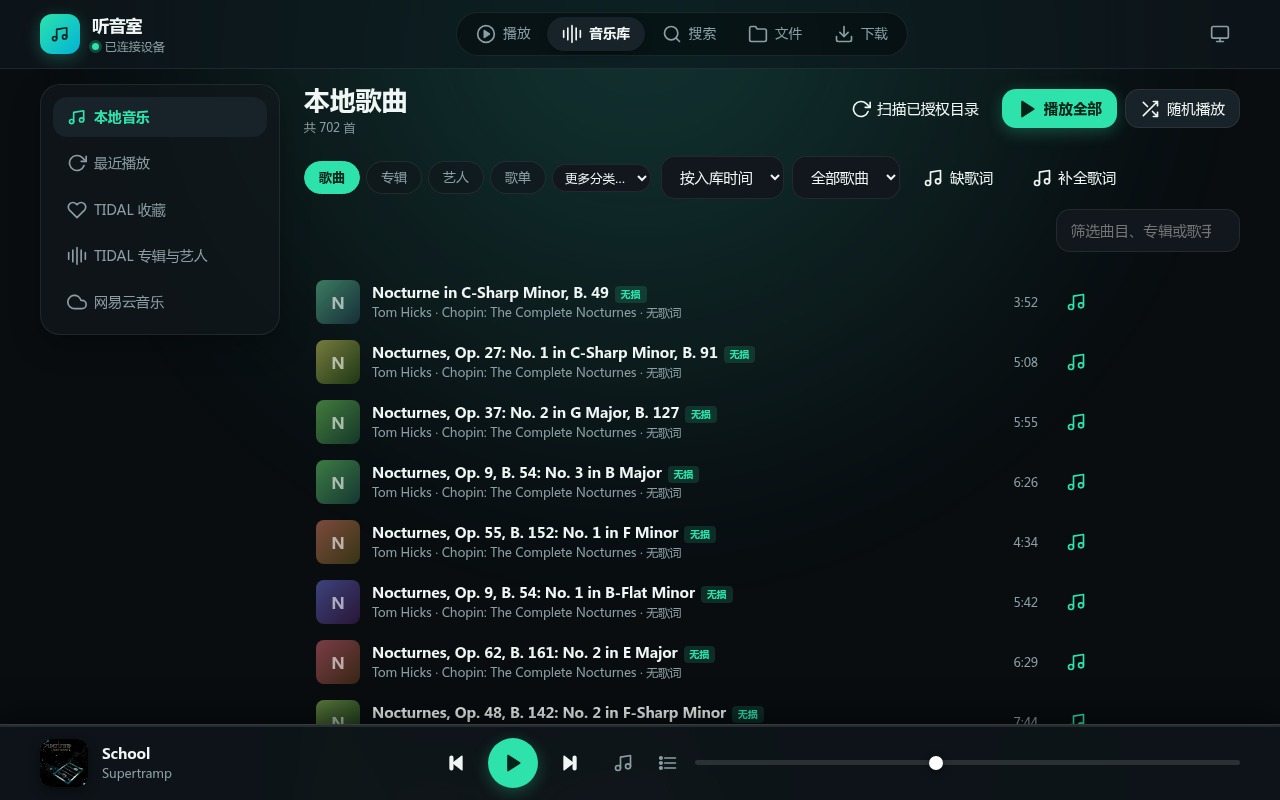 听音室
已连接设备
播放
音乐库
搜索
文件
下载
本地音乐
最近播放
TIDAL 收藏
TIDAL 专辑与艺人
网易云音乐
本地歌曲
共 702 首
扫描已授权目录
播放全部
随机播放
歌曲
专辑
艺人
歌单
更多分类...
按入库时间
全部歌曲
缺歌词
补全歌词
筛选曲目、专辑或歌手
N
Nocturne in C-Sharp Minor, B. 49 无损
Tom Hicks · Chopin: The Complete Nocturnes · 无歌词
3:52
N
Nocturnes, Op. 27: No. 1 in C-Sharp Minor, B. 91 无损
Tom Hicks · Chopin: The Complete Nocturnes · 无歌词
5:08
N
Nocturnes, Op. 37: No. 2 in G Major, B. 127 无损
Tom Hicks · Chopin: The Complete Nocturnes · 无歌词
5:55
N
Nocturnes, Op. 9, B. 54: No. 3 in B Major 无损
Tom Hicks · Chopin: The Complete Nocturnes · 无歌词
6:26
N
Nocturnes, Op. 55, B. 152: No. 1 in F Minor 无损
Tom Hicks · Chopin: The Complete Nocturnes · 无歌词
4:34
N
Nocturnes, Op. 9, B. 54: No. 1 in B-Flat Minor 无损
Tom Hicks · Chopin: The Complete Nocturnes · 无歌词
5:42
N
Nocturnes, Op. 62, B. 161: No. 2 in E Major 无损
Tom Hicks · Chopin: The Complete Nocturnes · 无歌词
6:29
N
Nocturnes, Op. 48, B. 142: No. 2 in F-Sharp Minor 无损
7:44
School
Supertramp